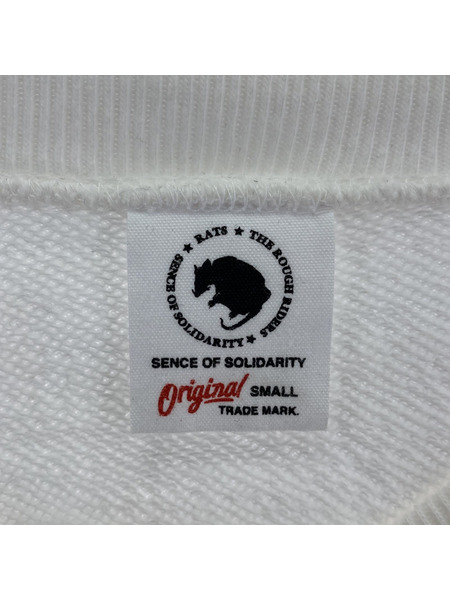 ★ RATS ★ THE ROUGH RIDERS ★ SENCE OF SOLIDARITY
SENCE OF SOLIDARITY
Original SMALL
TRADE MARK.